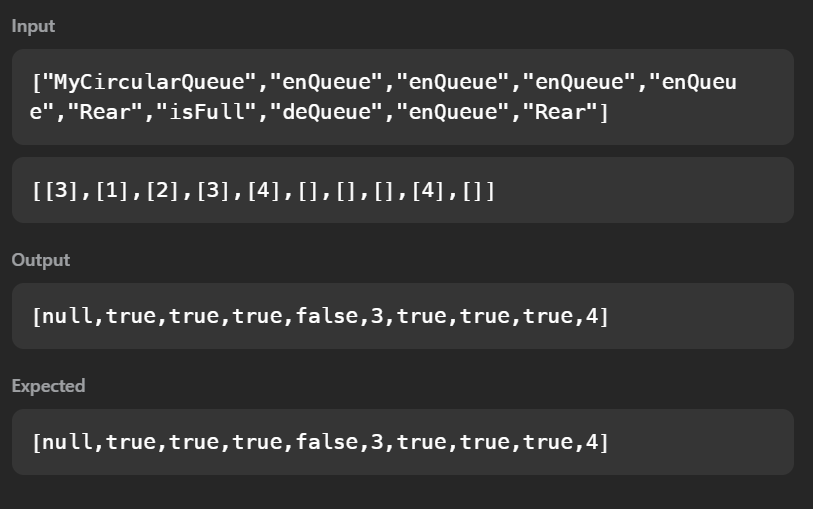 Input
["MyCircularQueue","enQueue","enQueue","enQueue","enQueu
e","Rear","isFull","deQueue","enQueue","Rear"]
[[3],[1],[2],[3],[4],[],[],[],[4],[]]
Output
[null,true,true,true,false,3,true,true,true,4]
Expected
[null,true,true,true,false,3,true,true,true,4]